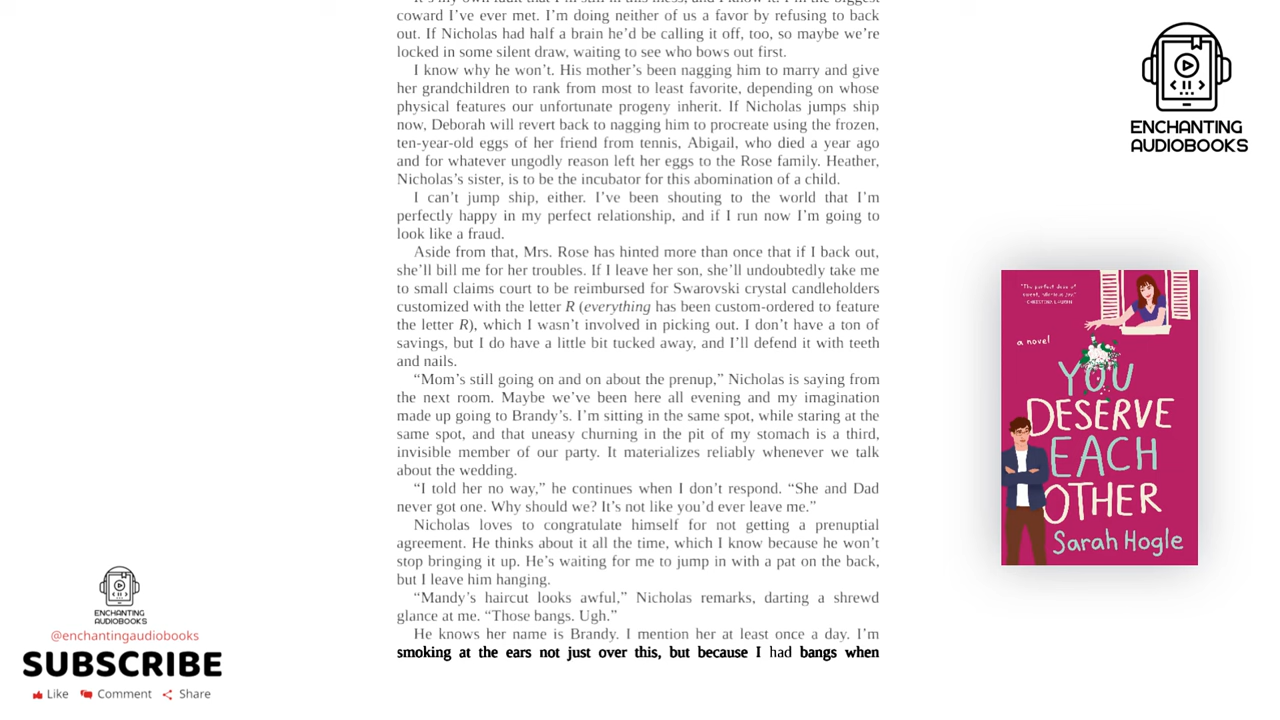 It's my own fault that I'm still in this mess, and I know it. I'm the biggest
coward I've ever met. I'm doing neither of us a favor by refusing to back
out. If Nicholas had half a brain he'd be calling it off, too, so maybe we're
locked in some silent draw, waiting to see who bows out first.
I know why he won't. His mother's been nagging him to marry and give
her grandchildren to rank from most to least favorite, depending on whose
physical features our unfortunate progeny inherit. If Nicholas jumps ship
now, Deborah will revert back to nagging him to procreate using the frozen,
ten-year-old eggs of her friend from tennis, Abigail, who died a year ago
and for whatever ungodly reason left her eggs to the Rose family. Heather,
Nicholas's sister, is to be the incubator for this abomination of a child.
I can't jump ship, either. I've been shouting to the world that I'm
perfectly happy in my perfect relationship, and if I run now I'm going to
look like a fraud.
Aside from that, Mrs. Rose has hinted more than once that if I back out,
she'll bill me for her troubles. If I leave her son, she'll undoubtedly take me
to small claims court to be reimbursed for Swarovski crystal candleholders
customized with the letter R (everything has been custom-ordered to feature
the letter R), which I wasn't involved in picking out. I don't have a ton of
savings, but I do have a little bit tucked away, and I'll defend it with teeth
and nails.
“Mom's still going on and on about the prenup,” Nicholas is saying from
the next room. Maybe we've been here all evening and my imagination
made up going to Brandy's. I'm sitting in the same spot, while staring at the
same spot, and that uneasy churning in the pit of my stomach is a third,
invisible member of our party. It materializes reliably whenever we talk
about the wedding.
“I told her no way,” he continues when I don't respond. “She and Dad
never got one. Why should we? It's not like you'd ever leave me.”
Nicholas loves to congratulate himself for not getting a prenuptial
agreement. He thinks about it all the time, which I know because he won't
stop bringing it up. He's waiting for me to jump in with a pat on the back,
but I leave him hanging.
“Mandy's haircut looks awful,” Nicholas remarks, darting a shrewd
glance at me. “Those bangs. Ugh.”
He knows her name is Brandy. I mention her at least once a day. I'm
smoking at the ears not just over this, but because I had bangs when
ENCHANTING
AUDIOBOOKS
a novel
YOU
DESERVE
EACH
OTHER
Sarah Hogle
ENCHANTING
AUDIOBOOKS
@enchantingaudiobooks
SUBSCRIBE
Like Comment Share